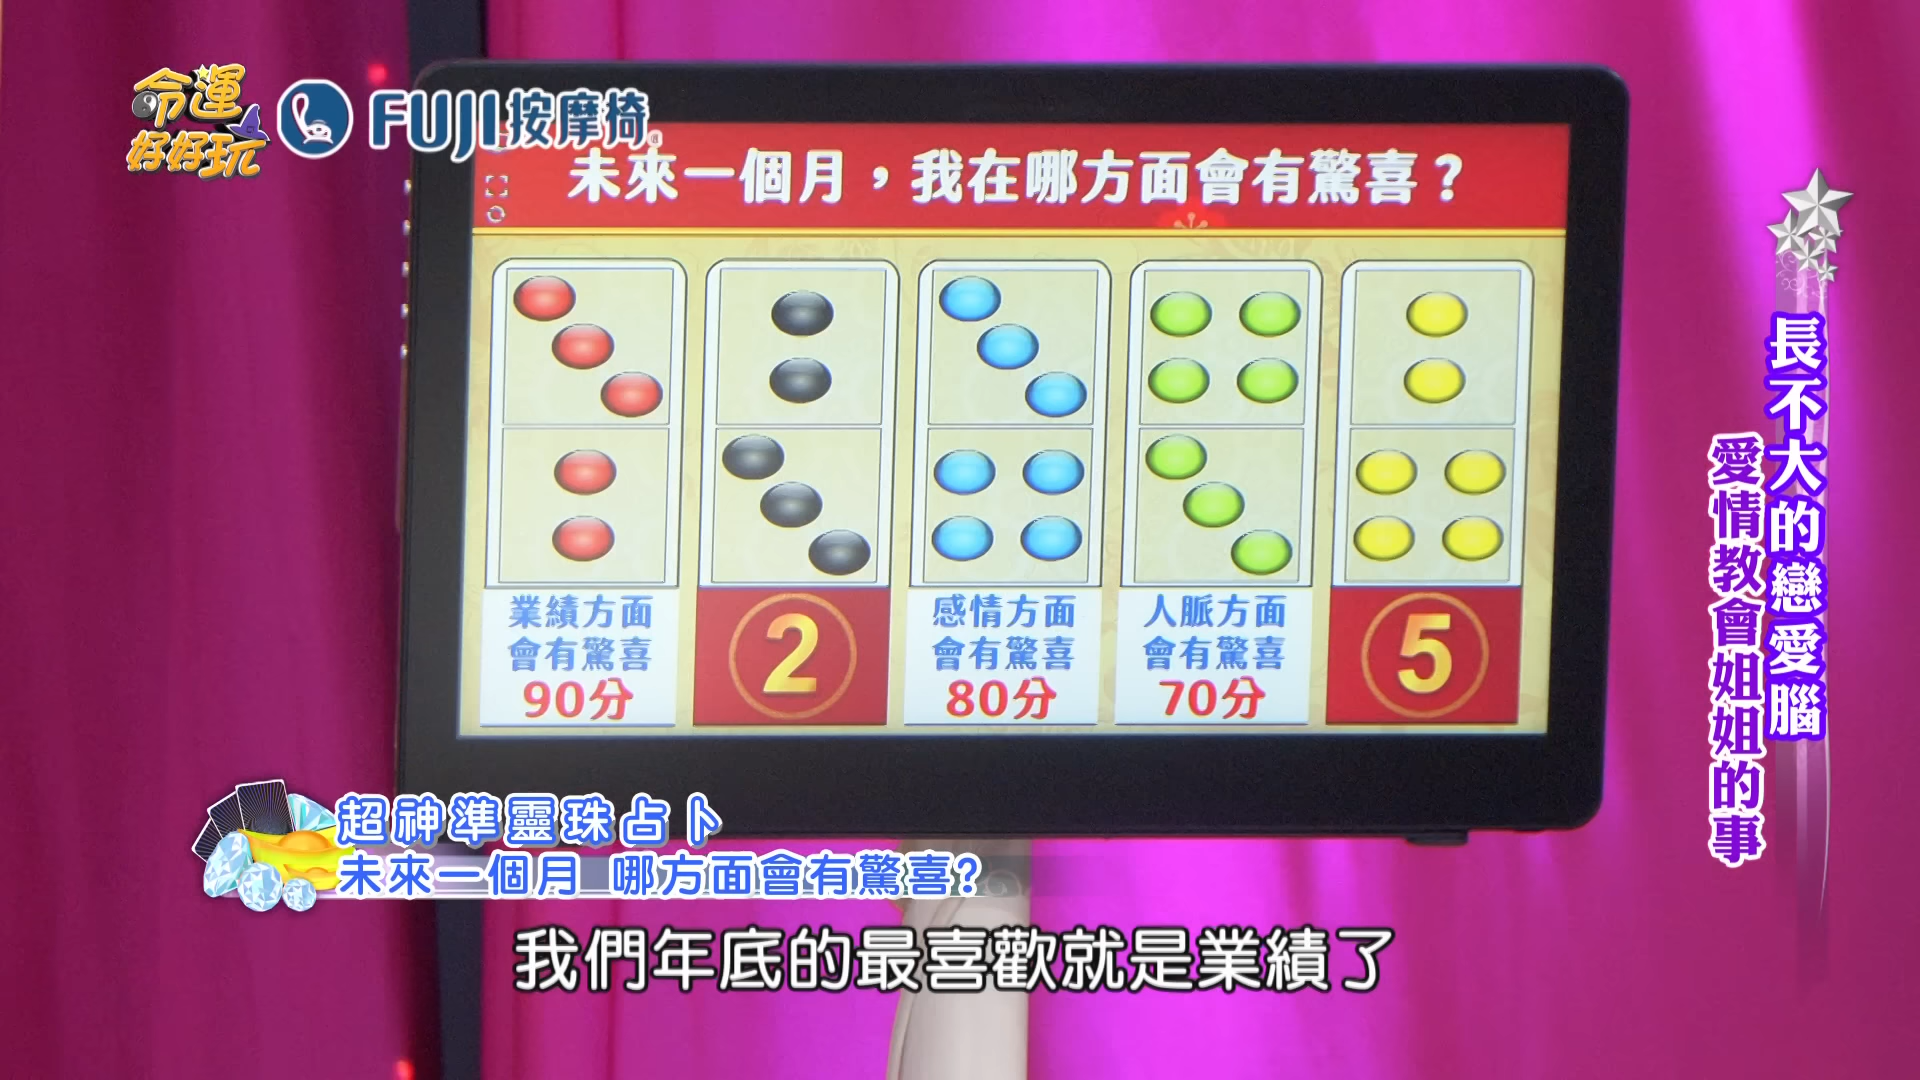 命運
好好玩
FUJI按摩椅
未來一個月，我在哪方面會有驚喜？
業績方面
會有驚喜
90分
2
感情方面
會有驚喜
80分
人脈方面
會有驚喜
70分
5
長不大的戀愛腦
愛情教會姐姐的事
超神準靈珠占卜
未來一個月 哪方面會有驚喜?
我們年底的最喜歡就是業績了